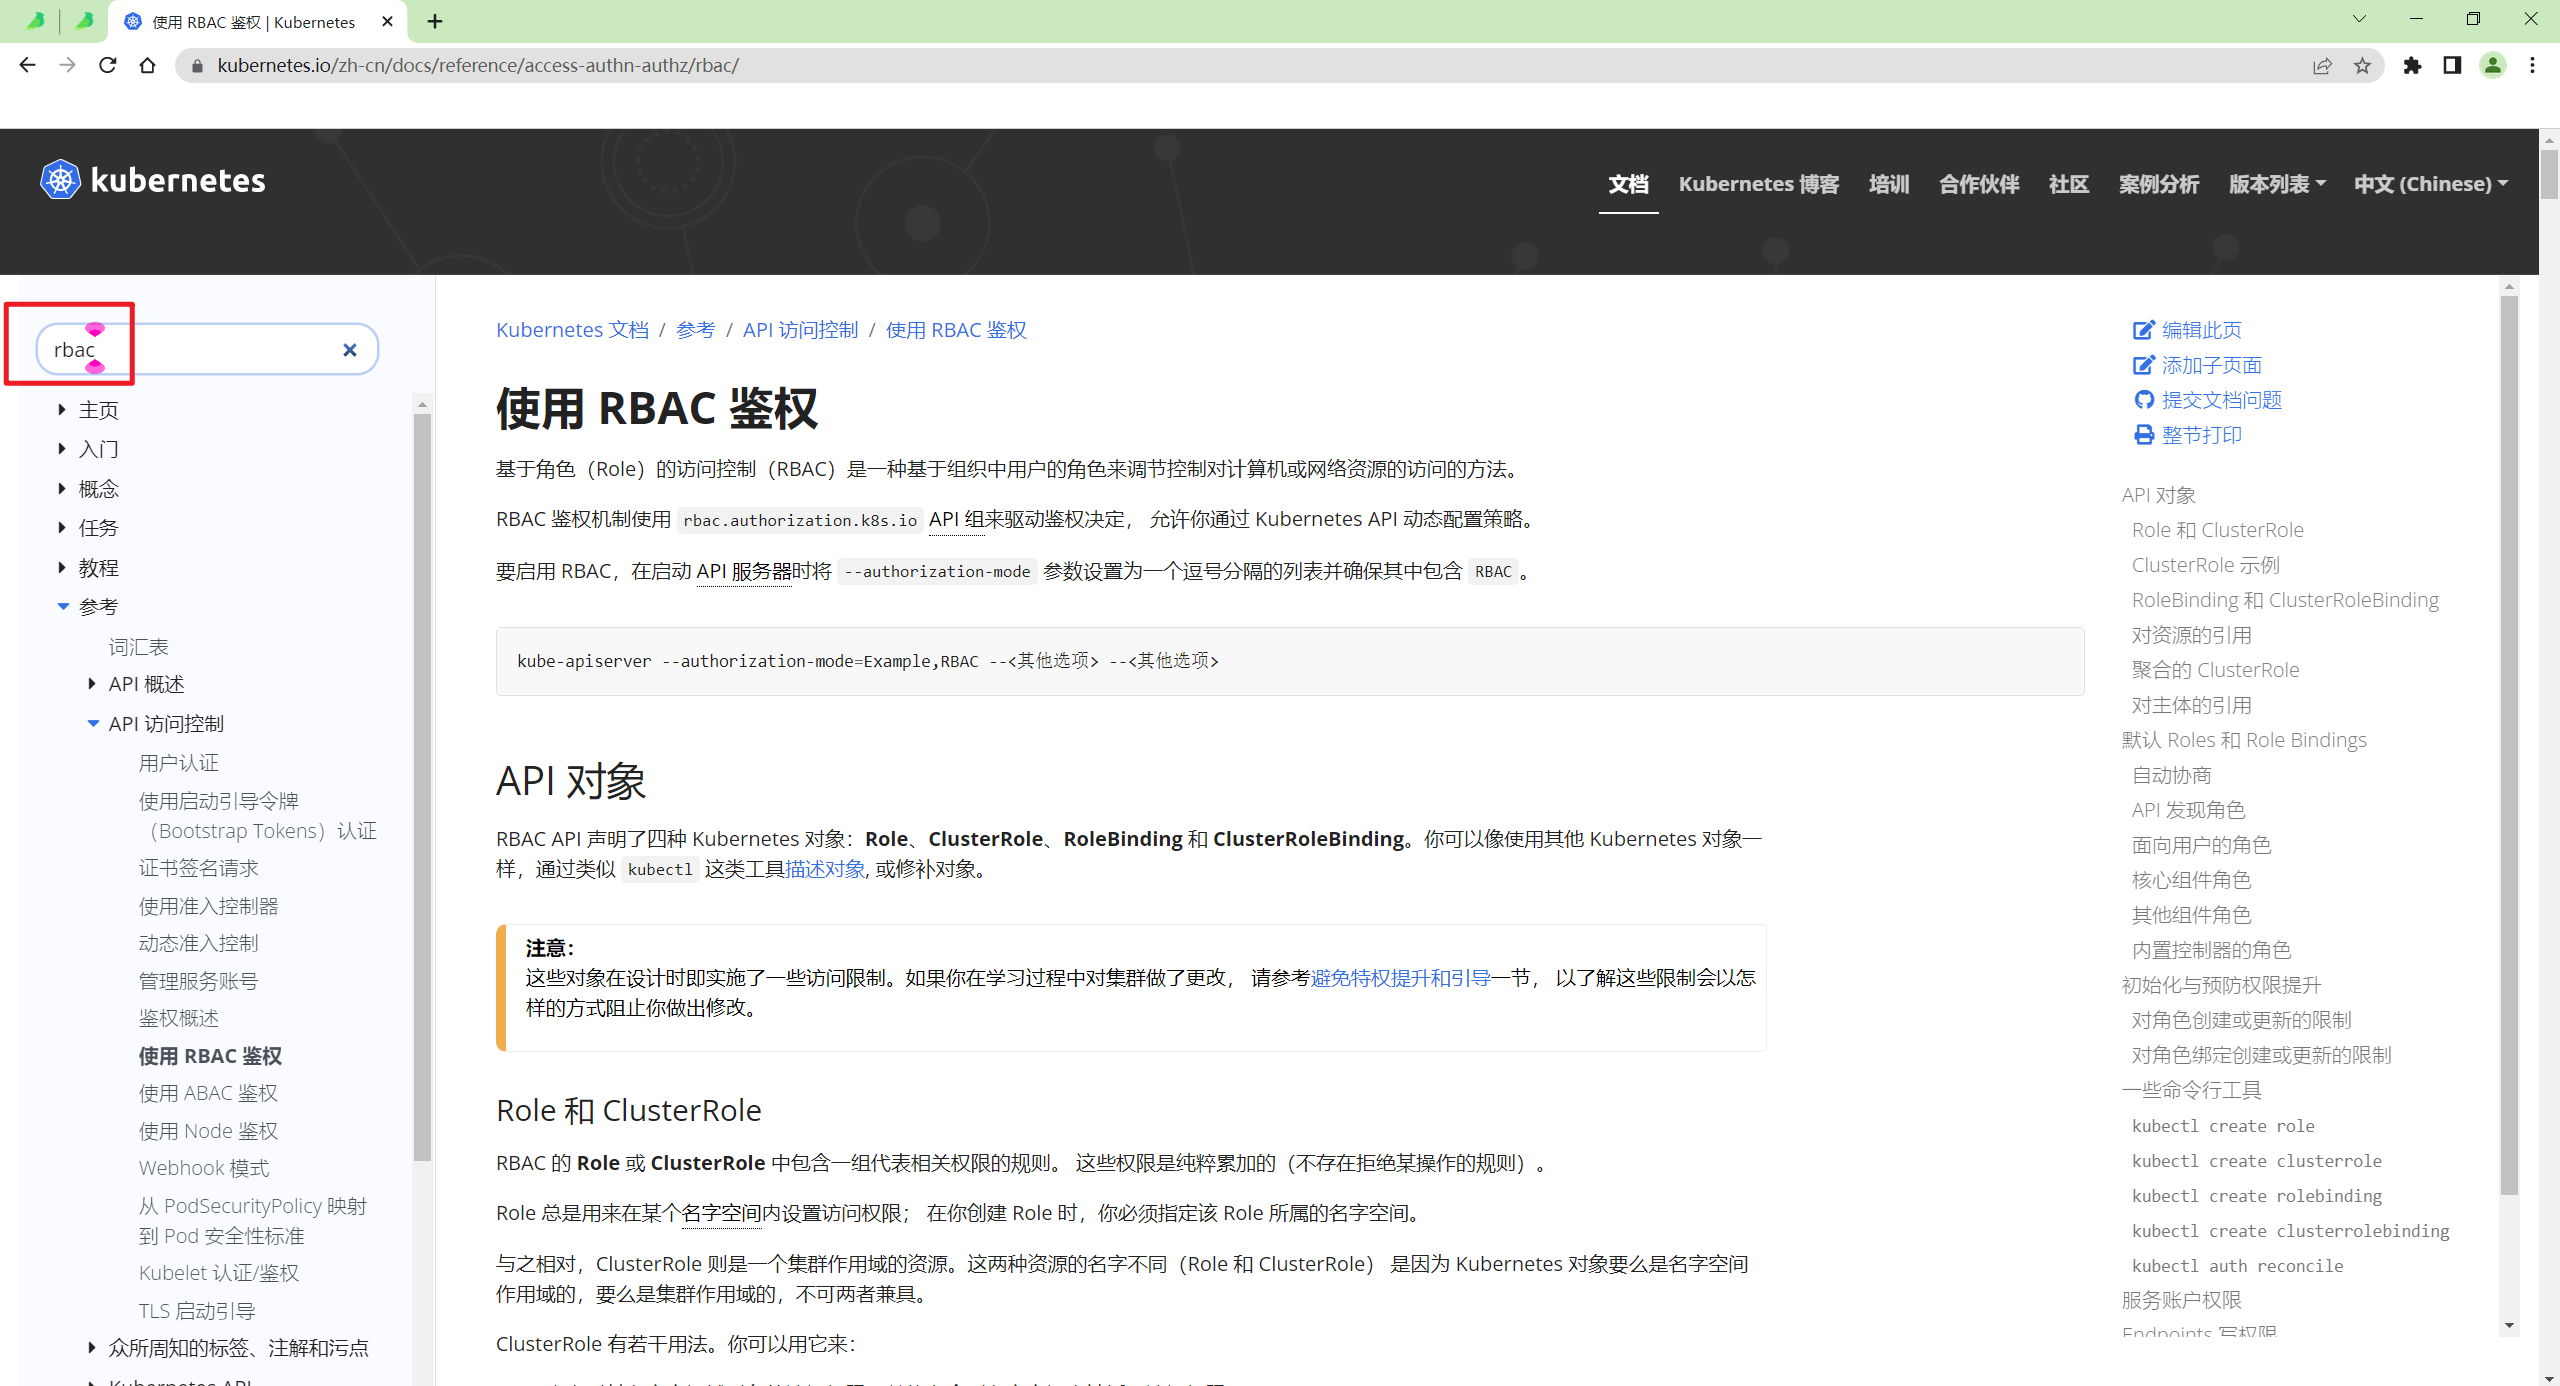 使用 RBAC 鉴权 | Kubernetes
kubernetes.io/zh-cn/docs/reference/access-authn-authz/rbac/
kubernetes
文档
Kubernetes 博客
培训
合作伙伴
社区
案例分析
版本列表
中文 (Chinese)
rbac
主页
入门
概念
任务
教程
参考
词汇表
API 概述
API 访问控制
用户认证
使用启动引导令牌
（Bootstrap Tokens）认证
证书签名请求
使用准入控制器
动态准入控制
管理服务账号
鉴权概述
使用 RBAC 鉴权
使用 ABAC 鉴权
使用 Node 鉴权
Webhook 模式
从 PodSecurityPolicy 映射
到 Pod 安全性标准
Kubelet 认证/鉴权
TLS 启动引导
众所周知的标签、注解和污点
Kubernetes API
Kubernetes 文档 / 参考 / API 访问控制 / 使用 RBAC 鉴权
使用 RBAC 鉴权
基于角色（Role）的访问控制（RBAC）是一种基于组织中用户的角色来调节控制对计算机或网络资源的访问的方法。
RBAC 鉴权机制使用 rbac.authorization.k8s.io API 组来驱动鉴权决定， 允许你通过 Kubernetes API 动态配置策略。
要启用 RBAC，在启动 API 服务器时将 --authorization-mode 参数设置为一个逗号分隔的列表并确保其中包含 RBAC 。
kube-apiserver --authorization-mode=Example,RBAC --<其他选项> --<其他选项>
API 对象
RBAC API 声明了四种 Kubernetes 对象：Role、ClusterRole、RoleBinding 和 ClusterRoleBinding。你可以像使用其他 Kubernetes 对象一
样，通过类似 kubectl 这类工具描述对象, 或修补对象。
注意：
这些对象在设计时即实施了一些访问限制。如果你在学习过程中对集群做了更改， 请参考避免特权提升和引导一节， 以了解这些限制会以怎
样的方式阻止你做出修改。
Role 和 ClusterRole
RBAC 的 Role 或 ClusterRole 中包含一组代表相关权限的规则。 这些权限是纯粹累加的（不存在拒绝某操作的规则）。
Role 总是用来在某个名字空间内设置访问权限； 在你创建 Role 时，你必须指定该 Role 所属的名字空间。
与之相对，ClusterRole 则是一个集群作用域的资源。这两种资源的名字不同（Role 和 ClusterRole） 是因为 Kubernetes 对象要么是名字空间
作用域的，要么是集群作用域的，不可两者兼具。
ClusterRole 有若干用法。你可以用它来：
编辑此页
添加子页面
提交文档问题
整节打印
API 对象
Role 和 ClusterRole
ClusterRole 示例
RoleBinding 和 ClusterRoleBinding
对资源的引用
聚合的 ClusterRole
对主体的引用
默认 Roles 和 Role Bindings
自动协商
API 发现角色
面向用户的角色
核心组件角色
其他组件角色
内置控制器的角色
初始化与预防权限提升
对角色创建或更新的限制
对角色绑定创建或更新的限制
一些命令行工具
kubectl create role
kubectl create clusterrole
kubectl create rolebinding
kubectl create clusterrolebinding
kubectl auth reconcile
服务账户权限
Endpoints 写权限